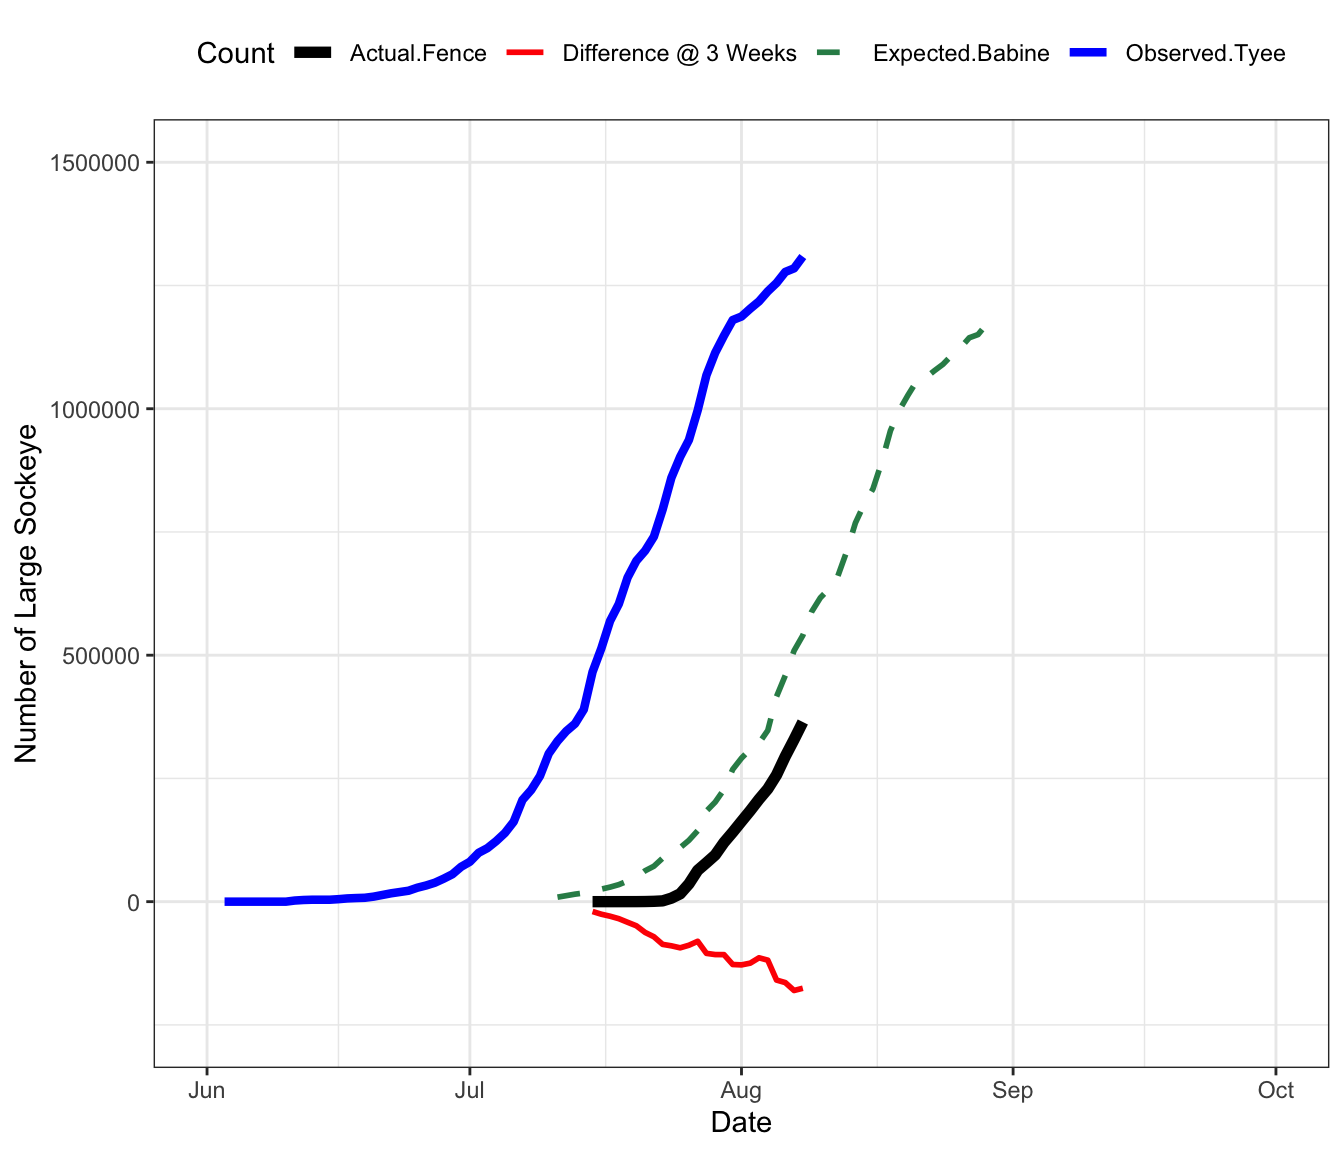 Count Actual.Fence Difference @ 3 Weeks Expected.Babine Observed.Tyee
1500000
1000000
500000
0
Number of Large Sockeye
Jun Jul Aug Sep Oct
Date